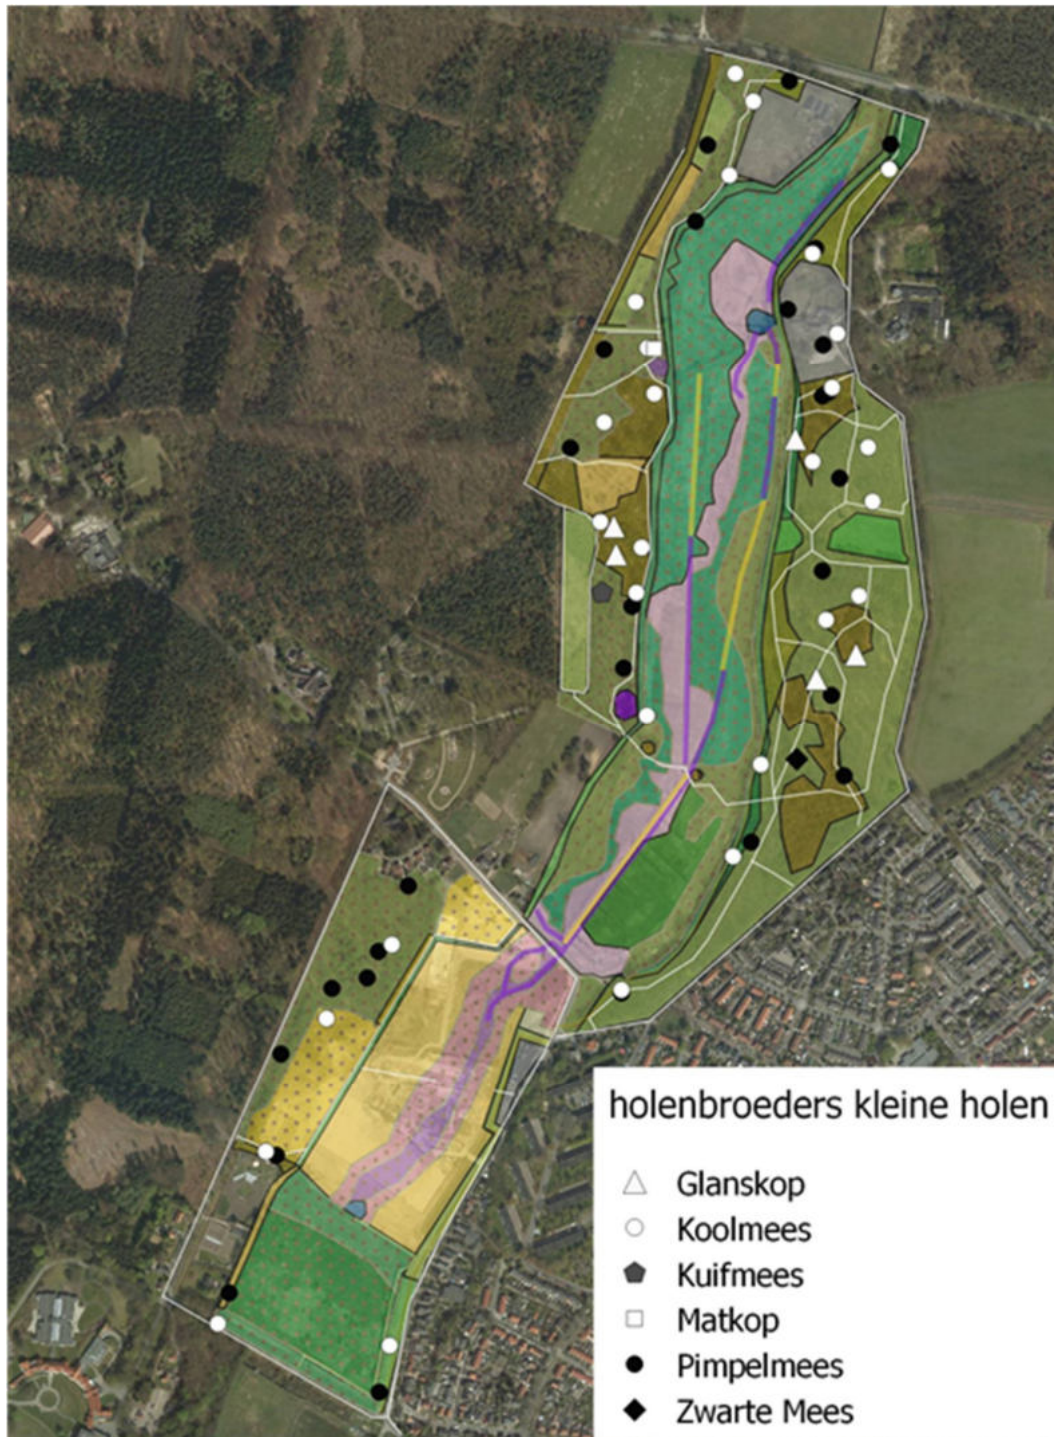 holenbroeders kleine holen
Glanskop
Koolmees
Kuifmees
Matkop
Pimpelmees
Zwarte Mees